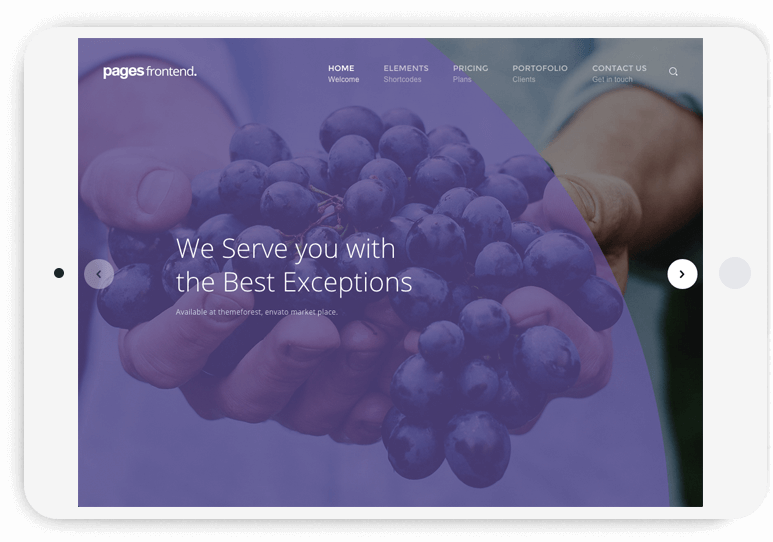 pages frontend.
HOME ELEMENTS PRICING PORTOFOLIO CONTACT US
Welcome Shortcodes Plans Clients Get in touch
We Serve you with
the Best Exceptions
Available at themeforest, envato market place.